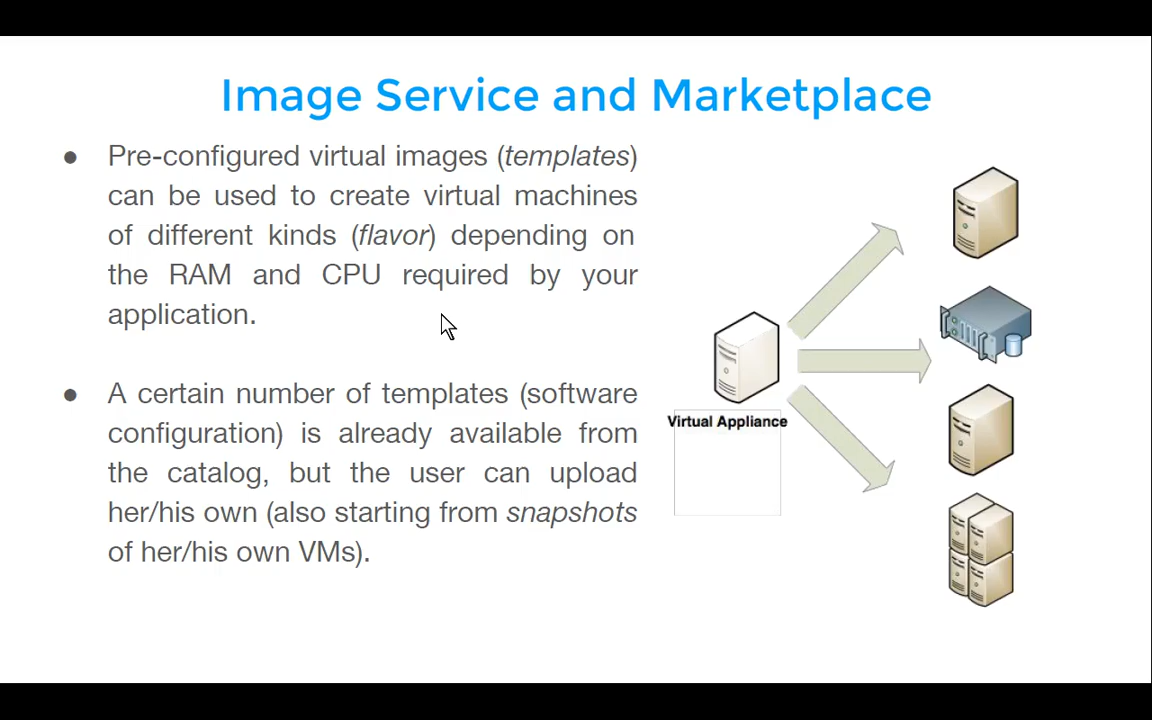 Image Service and Marketplace
● Pre-configured virtual images (templates)
can be used to create virtual machines
of different kinds (flavor) depending on
the RAM and CPU required by your
application.
● A certain number of templates (software
configuration) is already available from
the catalog, but the user can upload
her/his own (also starting from snapshots
of her/his own VMs).
Virtual Appliance